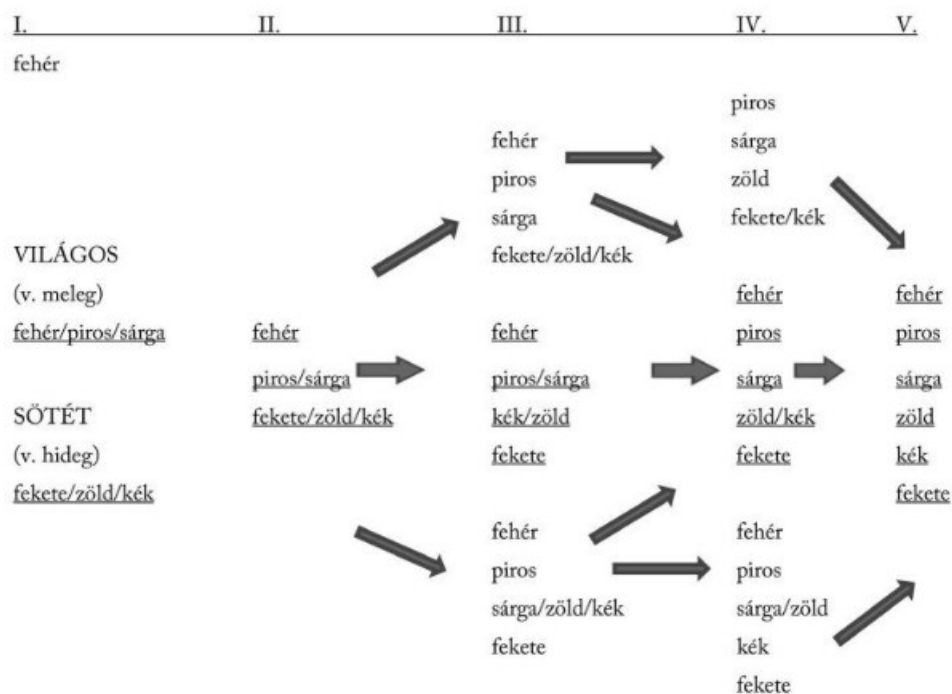 I. II. III. IV. V.
fehér
piros
fehér sárga
piros zöld
sárga fekete/kék
VILÁGOS fekete/zöld/kék
(v. meleg) fehér fehér
fehér/piros/sárga fehér fehér piros piros
piros/sárga piros/sárga sárga sárga
SÖTÉT fekete/zöld/kék kék/zöld zöld/kék zöld
(v. hideg) fekete fekete kék
fekete/zöld/kék fekete
fehér fehér
piros piros
sárga/zöld/kék sárga/zöld
fekete kék
fekete